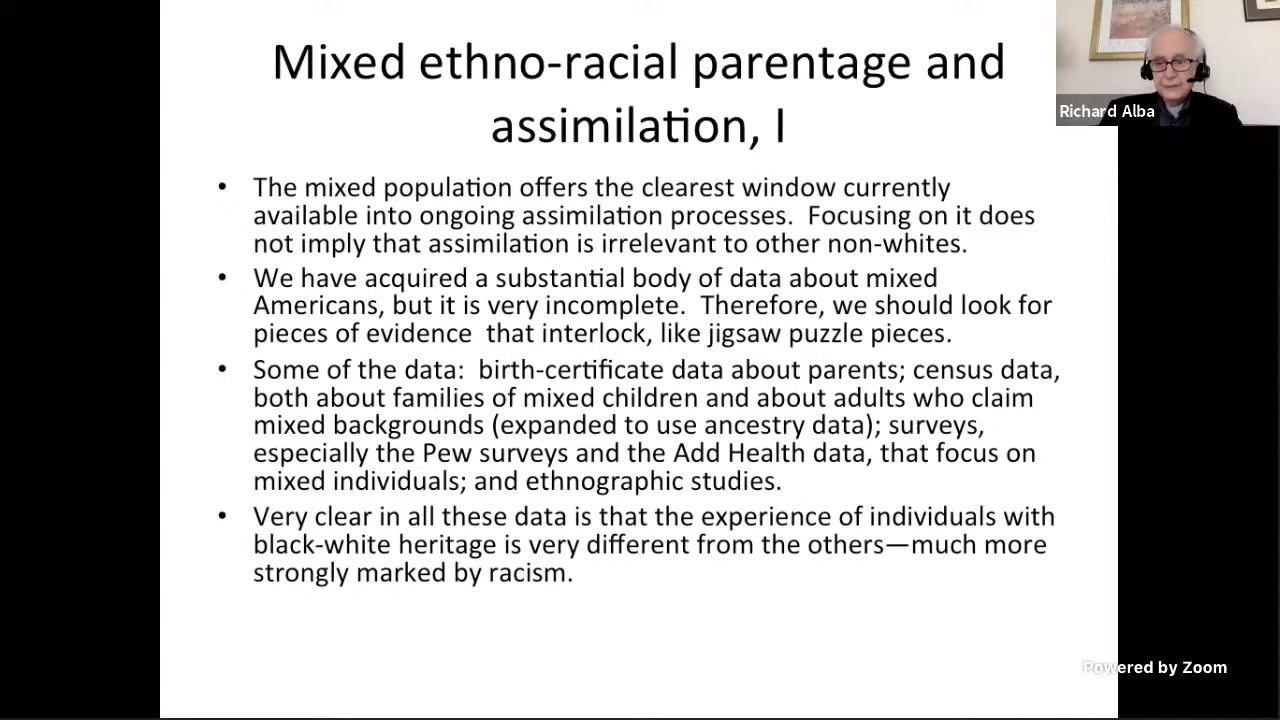 Mixed ethno-racial parentage and
assimilation, I
• The mixed population offers the clearest window currently
available into ongoing assimilation processes.  Focusing on it does
not imply that assimilation is irrelevant to other non-whites.
• We have acquired a substantial body of data about mixed
Americans, but it is very incomplete.  Therefore, we should look for
pieces of evidence  that interlock, like jigsaw puzzle pieces.
• Some of the data:  birth-certificate data about parents; census data,
both about families of mixed children and about adults who claim
mixed backgrounds (expanded to use ancestry data); surveys,
especially the Pew surveys and the Add Health data, that focus on
mixed individuals; and ethnographic studies.
• Very clear in all these data is that the experience of individuals with
black-white heritage is very different from the others—much more
strongly marked by racism.
Richard Alba
Powered by Zoom